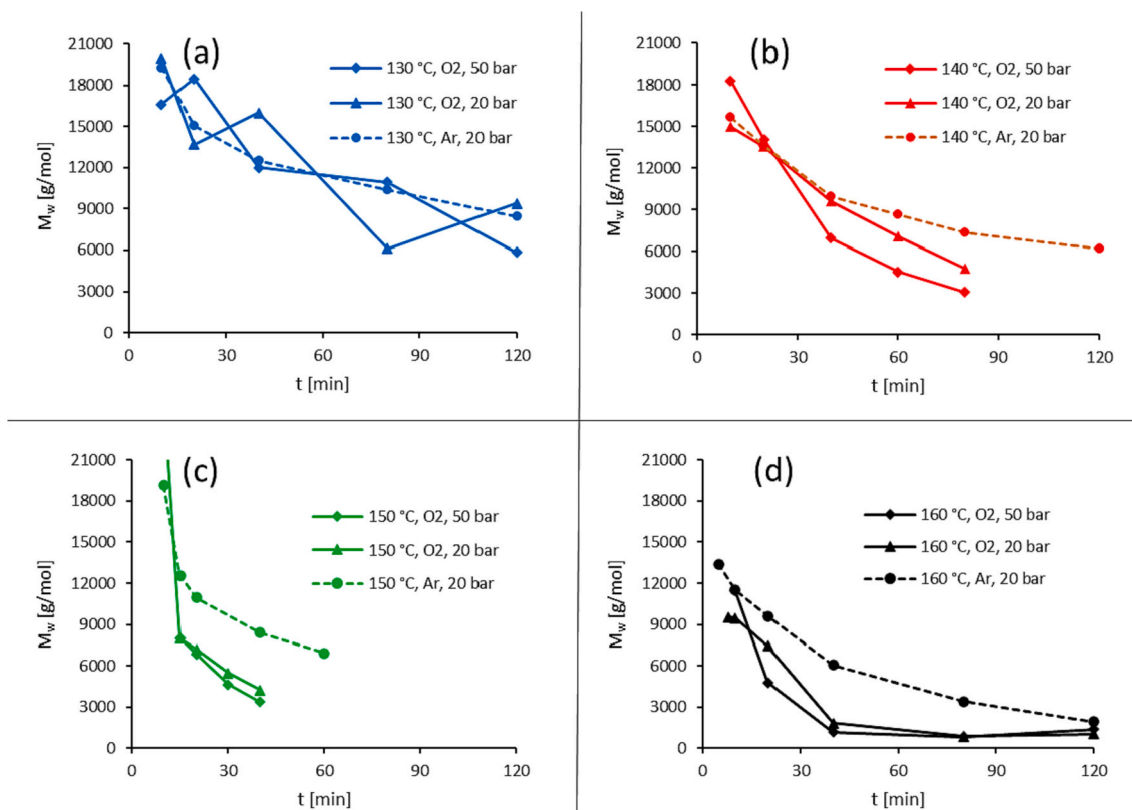 (a)
21000
18000
15000
12000
9000
6000
3000
0
M_w [g/mol]
0 30 60 90 120
t [min]
130 °C, O2, 50 bar
130 °C, O2, 20 bar
130 °C, Ar, 20 bar
(b)
21000
18000
15000
12000
9000
6000
3000
0
M_w [g/mol]
0 30 60 90 120
t [min]
140 °C, O2, 50 bar
140 °C, O2, 20 bar
140 °C, Ar, 20 bar
(c)
21000
18000
15000
12000
9000
6000
3000
0
M_w [g/mol]
0 30 60 90 120
t [min]
150 °C, O2, 50 bar
150 °C, O2, 20 bar
150 °C, Ar, 20 bar
(d)
21000
18000
15000
12000
9000
6000
3000
0
M_w [g/mol]
0 30 60 90 120
t [min]
160 °C, O2, 50 bar
160 °C, O2, 20 bar
160 °C, Ar, 20 bar